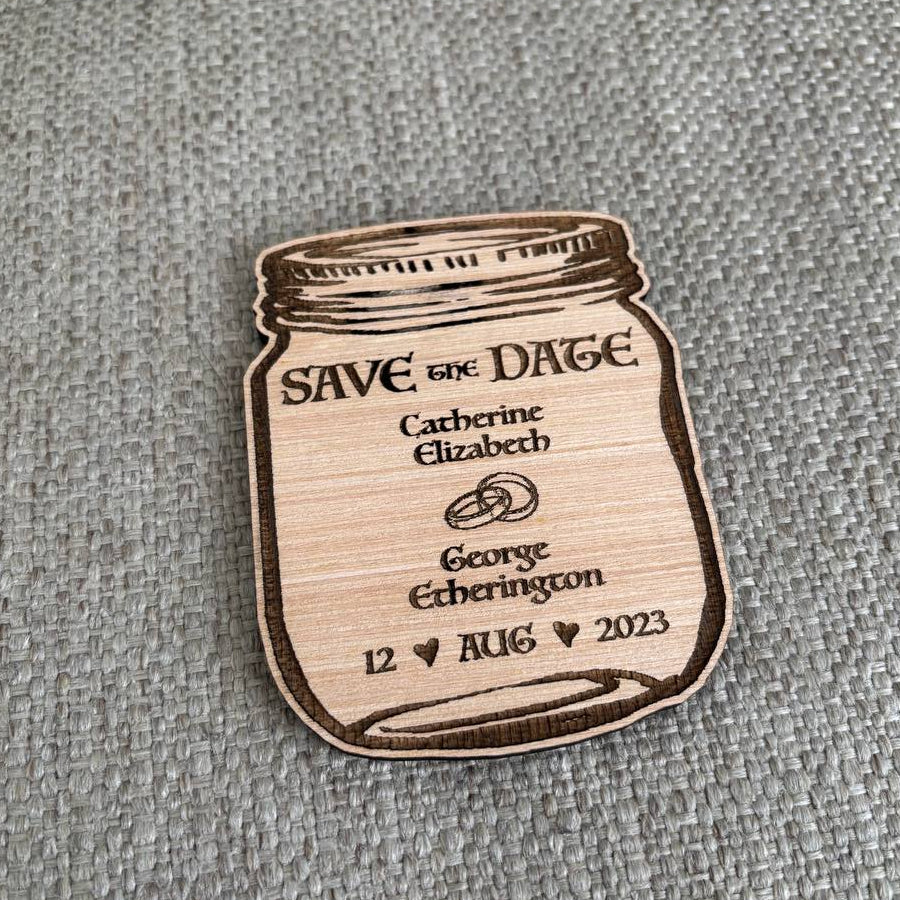 SAVE THE DATE
Catherine
Elizabeth
George
Etherington
12 ♥ AUG ♥ 2023